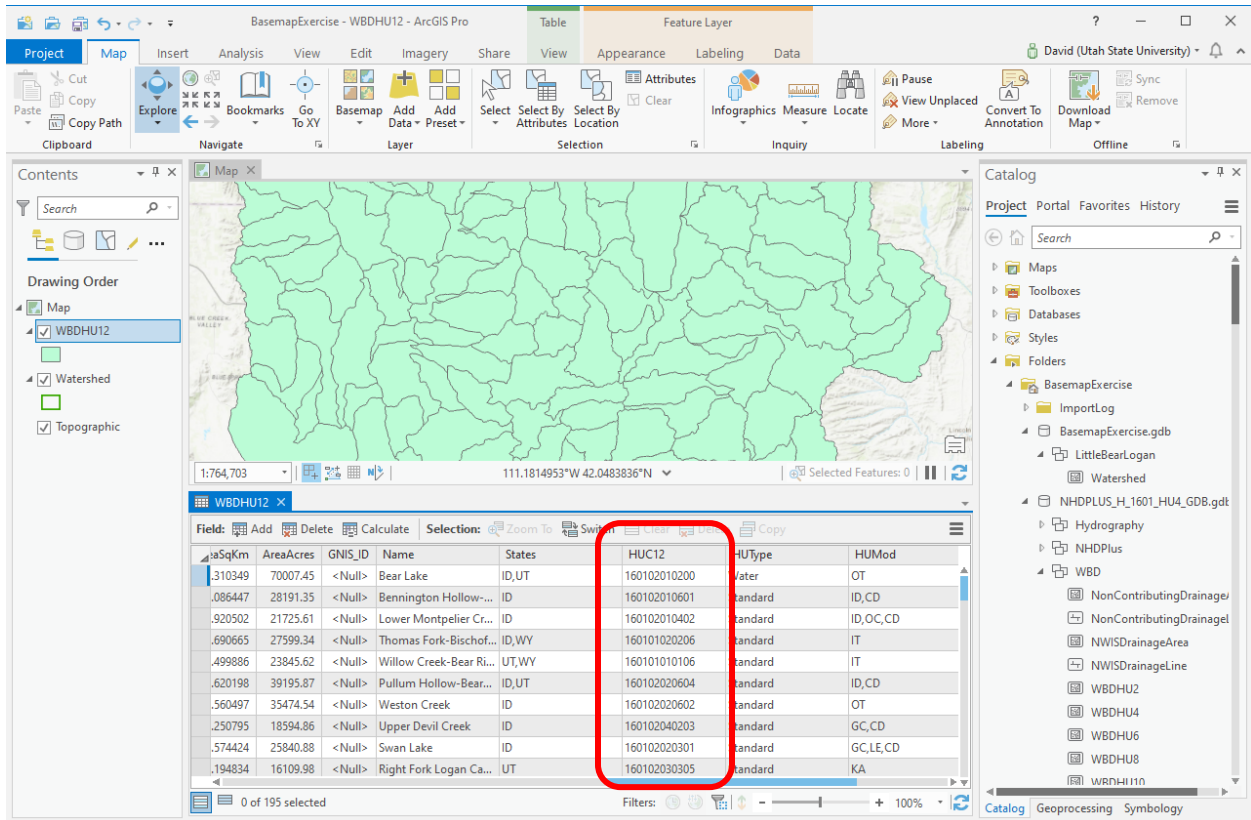 BasemapExercise - WBDHU12 - ArcGIS Pro Table Feature Layer ?
Project Map Insert Analysis View Edit Imagery Share View Appearance Labeling Data David (Utah State University)
Paste Cut Copy Copy Path Explore Bookmarks Go To XY Basemap Add Data Add Preset Select Select By Attributes Select By Location Attributes Clear Infographics Measure Locate Pause View Unplaced More Convert To Annotation Download Map Sync Remove
Clipboard Navigate Layer Selection Inquiry Labeling Offline
Contents
Search
Drawing Order
Map
WBDHU12
Watershed
Topographic
Map
BLUE CREEK
VALLEY
1:764,703 111.1814953°W 42.0483836°N Selected Features: 0
WBDHU12
Field: Add Delete Calculate Selection: Zoom To Switch Clear Delete Copy
aSqKm AreaAcres GNIS_ID Name States HUC12 HUType HUMod
.310349 70007.45 <Null> Bear Lake ID,UT 160102010200 Water OT
.086447 28191.35 <Null> Bennington Hollow-... ID 160102010601 Standard ID,CD
.920502 21725.61 <Null> Lower Montpelier Cr... ID 160102010402 Standard ID,OC,CD
.690665 27599.34 <Null> Thomas Fork-Bischof... ID,WY 160101020206 Standard IT
.499886 23845.62 <Null> Willow Creek-Bear Ri... UT,WY 160101010106 Standard IT
.620198 39195.87 <Null> Pullum Hollow-Bear... ID,UT 160102020604 Standard ID,CD
.560497 35474.54 <Null> Weston Creek ID 160102020602 Standard OT
.250795 18594.86 <Null> Upper Devil Creek ID 160102040203 Standard GC,CD
.574424 25840.88 <Null> Swan Lake ID 160102020301 Standard GC,LE,CD
.194834 16109.98 <Null> Right Fork Logan Ca... UT 160102030305 Standard KA
0 of 195 selected Filters: - + 100%
Catalog
Project Portal Favorites History
Search
Maps
Toolboxes
Databases
Styles
Folders
BasemapExercise
ImportLog
BasemapExercise.gdb
LittleBearLogan
Watershed
NHDPLUS_H_1601_HU4_GDB.gdb
Hydrography
NHDPlus
WBD
NonContributingDrainageA
NonContributingDrainageL
NWISDrainageArea
NWISDrainageLine
WBDHU2
WBDHU4
WBDHU6
WBDHU8
WBDHU10
Catalog Geoprocessing Symbology